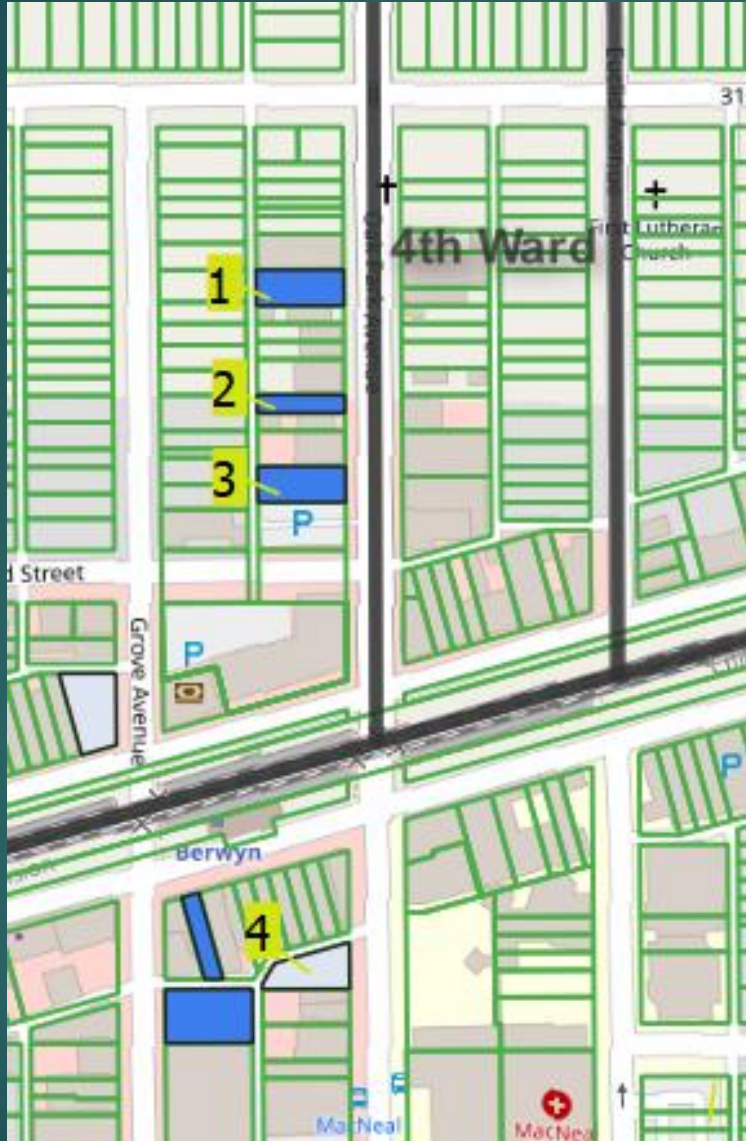 31
First Lutheran
Church
4th Ward
Oak Park Avenue
Euclid Avenue
1
2
3
P
d Street
P
Grove Avenue
P
Berwyn
4
MacNeal
MacNea